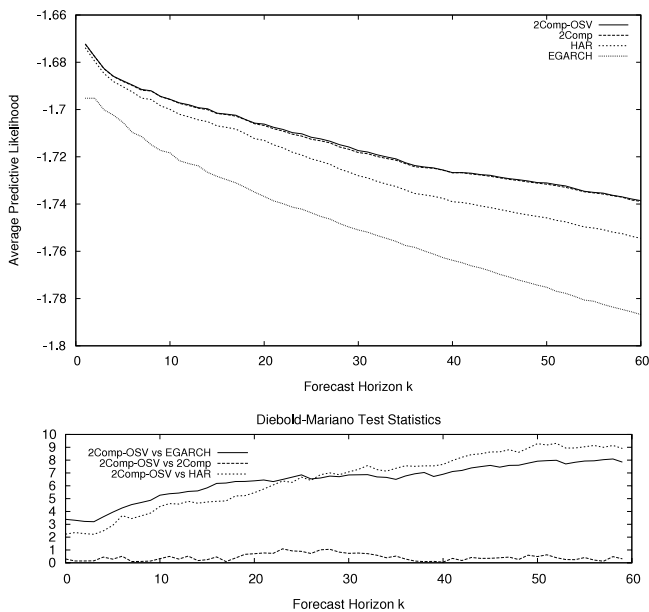 -1.66
-1.68
-1.7
-1.72
-1.74
-1.76
-1.78
-1.8
Average Predictive Likelihood
2Comp-OSV
2Comp
HAR
EGARCH
0 10 20 30 40 50 60
Forecast Horizon k
Diebold-Mariano Test Statistics
10
9
8
7
6
5
4
3
2
1
0
2Comp-OSV vs EGARCH
2Comp-OSV vs 2Comp
2Comp-OSV vs HAR
0 10 20 30 40 50 60
Forecast Horizon k